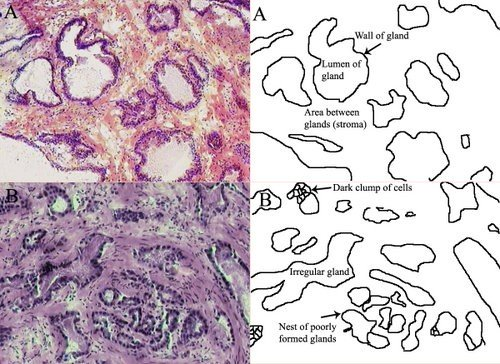 A
A
Wall of gland
Lumen of
gland
Area between
glands (stroma)
B
B
Dark clump of cells
Irregular gland
Nest of poorly
formed glands